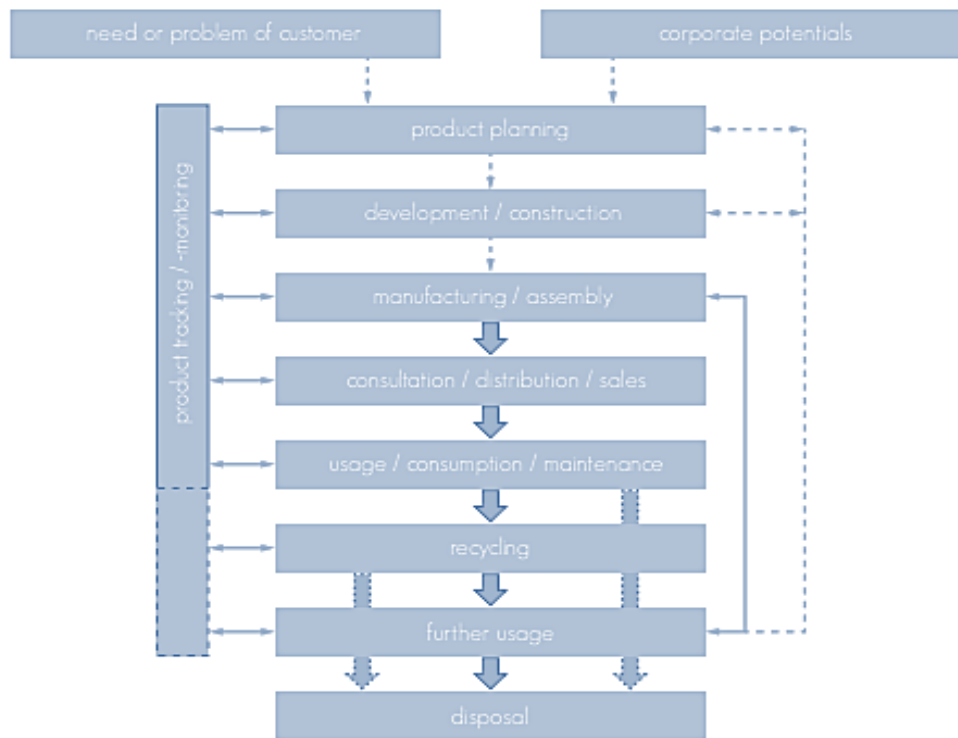 need or problem of customer
corporate potentials
product planning
development / construction
manufacturing / assembly
consultation / distribution / sales
usage / consumption / maintenance
recycling
further usage
disposal
product tracking / -monitoring